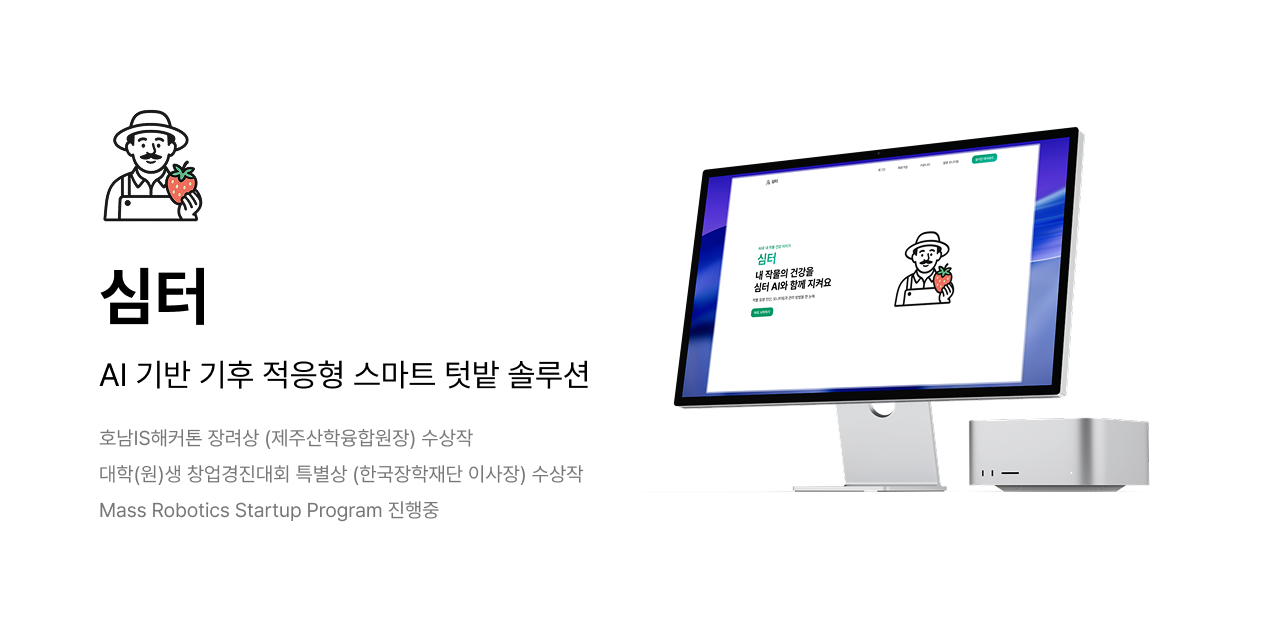 심터
AI 기반 기후 적응형 스마트 텃밭 솔루션
호남IS해커톤 장려상 (제주산학융합원장) 수상작
대학(원)생 창업경진대회 특별상 (한국장학재단 이사장) 수상작
Mass Robotics Startup Program 진행중
심터
심터
내 작물의 건강을
심터 AI와 함께 지켜요